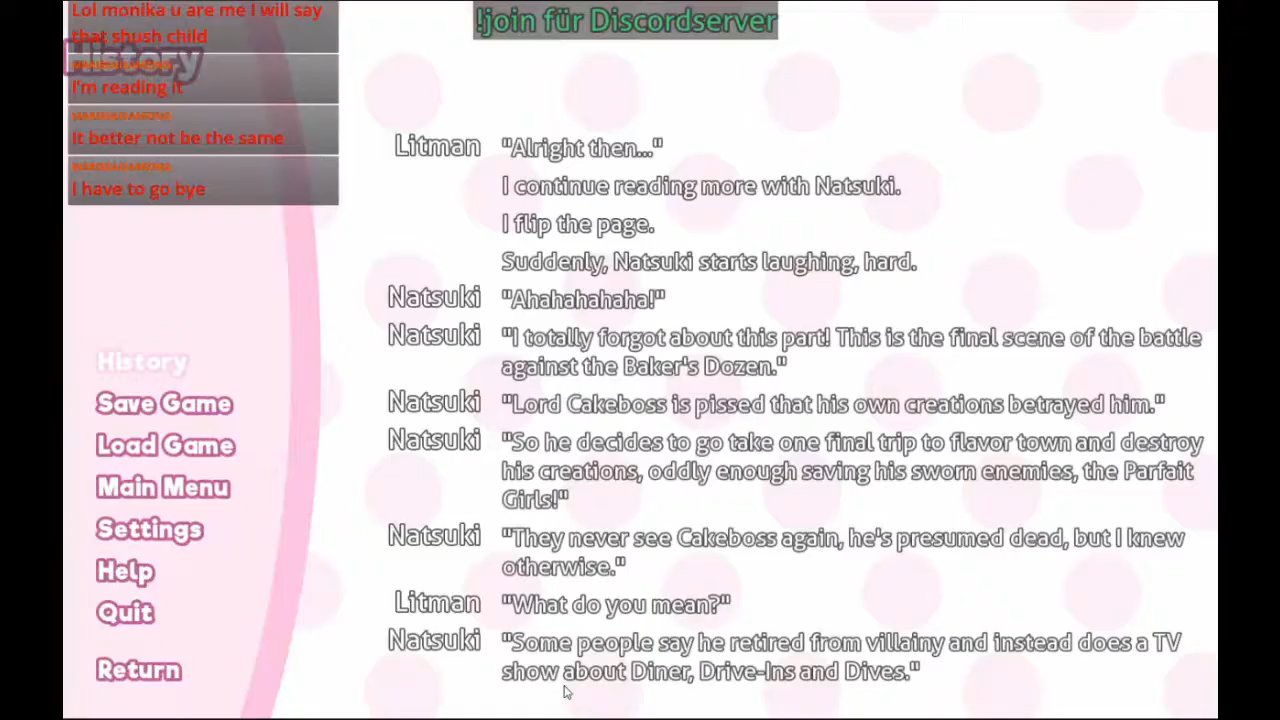 Lol monika u are me I will say
that shush child
History
I'm reading it
It better not be the same
I have to go bye
!join für Discordserver
Litman "Alright then..."
I continue reading more with Natsuki.
I flip the page.
Suddenly, Natsuki starts laughing, hard.
Natsuki "Ahahahahaha!"
Natsuki "I totally forgot about this part! This is the final scene of the battle
against the Baker's Dozen."
Natsuki "Lord Cakeboss is pissed that his own creations betrayed him."
Natsuki "So he decides to go take one final trip to flavor town and destroy
his creations, oddly enough saving his sworn enemies, the Parfait
Girls!"
Natsuki "They never see Cakeboss again, he's presumed dead, but I knew
otherwise."
Litman "What do you mean?"
Natsuki "Some people say he retired from villainy and instead does a TV
show about Diner, Drive-Ins and Dives."
History
Save Game
Load Game
Main Menu
Settings
Help
Quit
Return